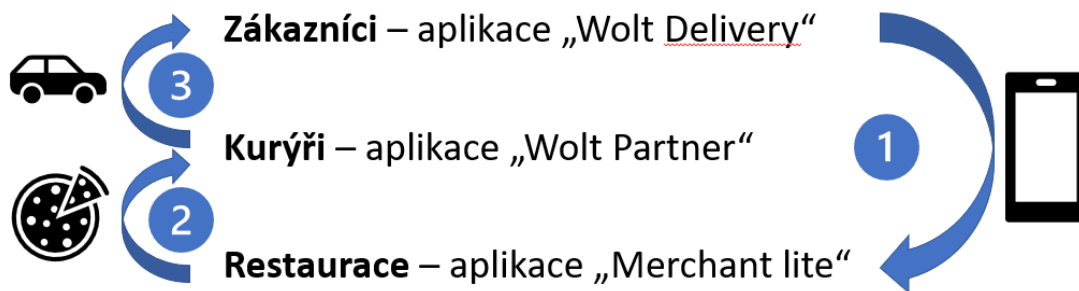 Zákazníci – aplikace „Wolt Delivery“
3
Kurýři – aplikace „Wolt Partner“
1
2
Restaurace – aplikace „Merchant lite“